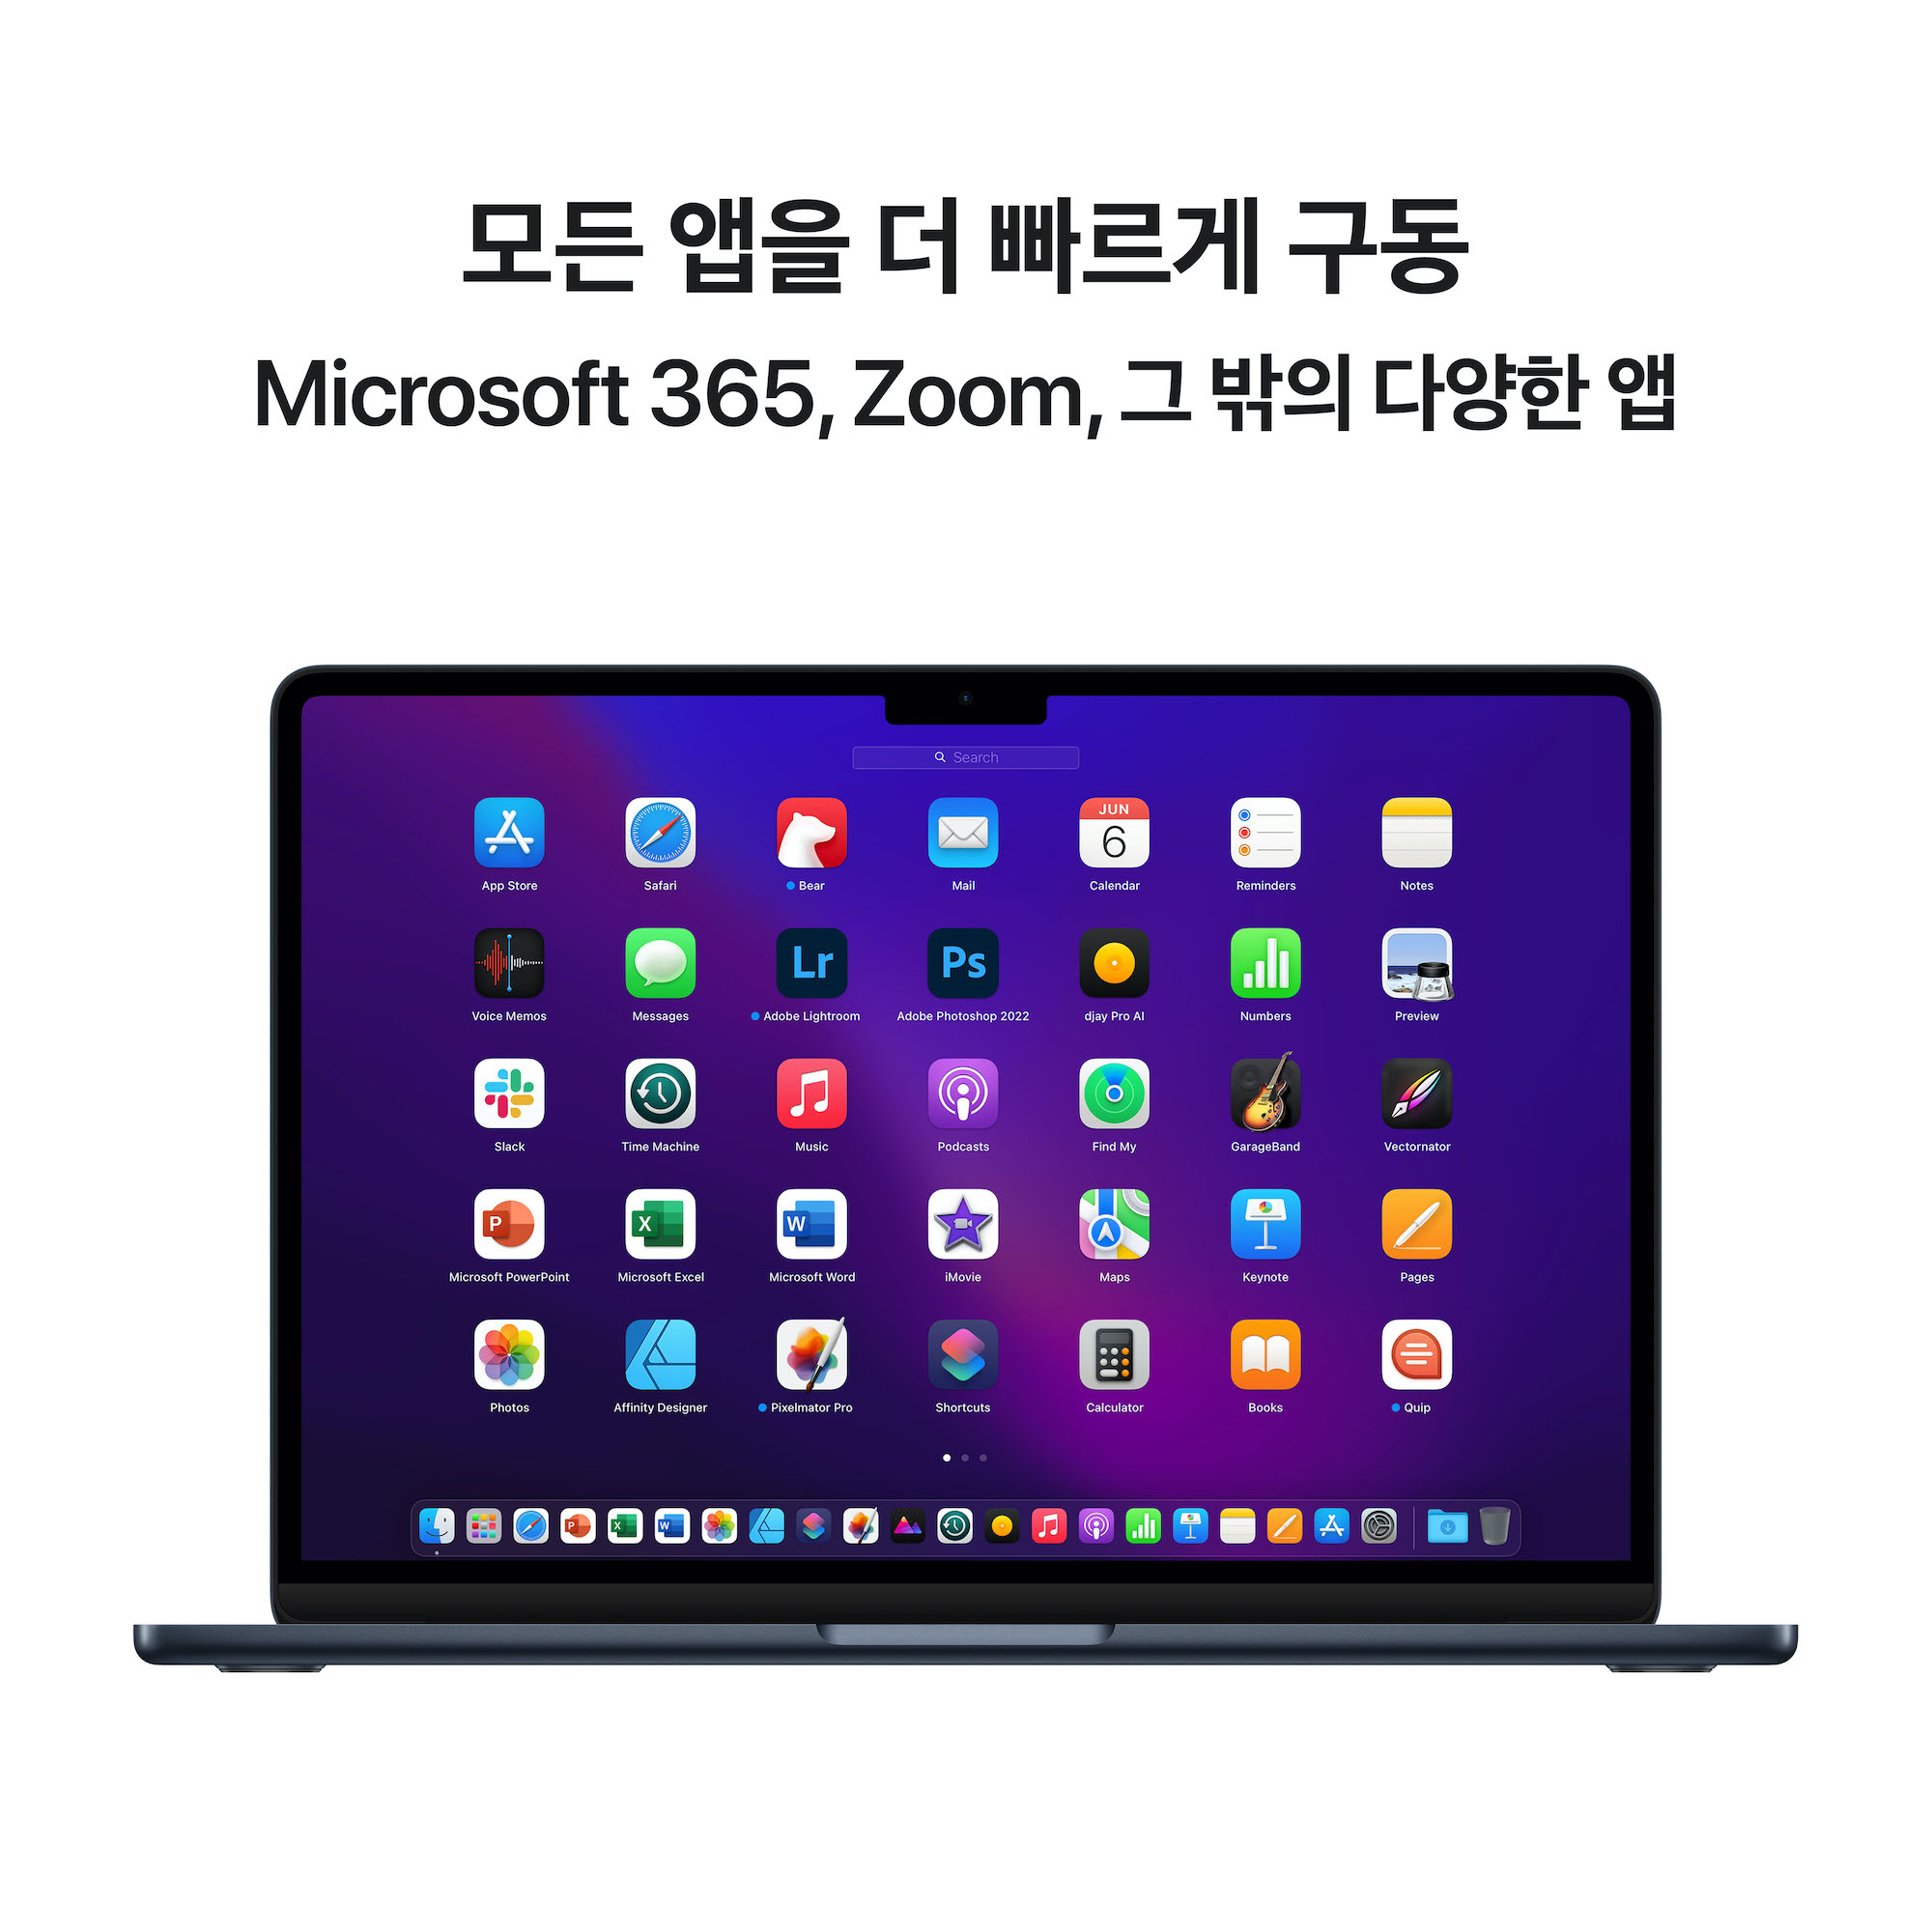 모든 앱을 더 빠르게 구동
Microsoft 365, Zoom, 그 밖의 다양한 앱
Search
JUN
6
App Store Safari Bear Mail Calendar Reminders Notes
Lr Ps
Voice Memos Messages Adobe Lightroom Adobe Photoshop 2022 djay Pro AI Numbers Preview
Slack Time Machine Music Podcasts Find My GarageBand Vectornator
P X W
Microsoft PowerPoint Microsoft Excel Microsoft Word iMovie Maps Keynote Pages
Photos Affinity Designer Pixelmator Pro Shortcuts Calculator Books Quip
P X W